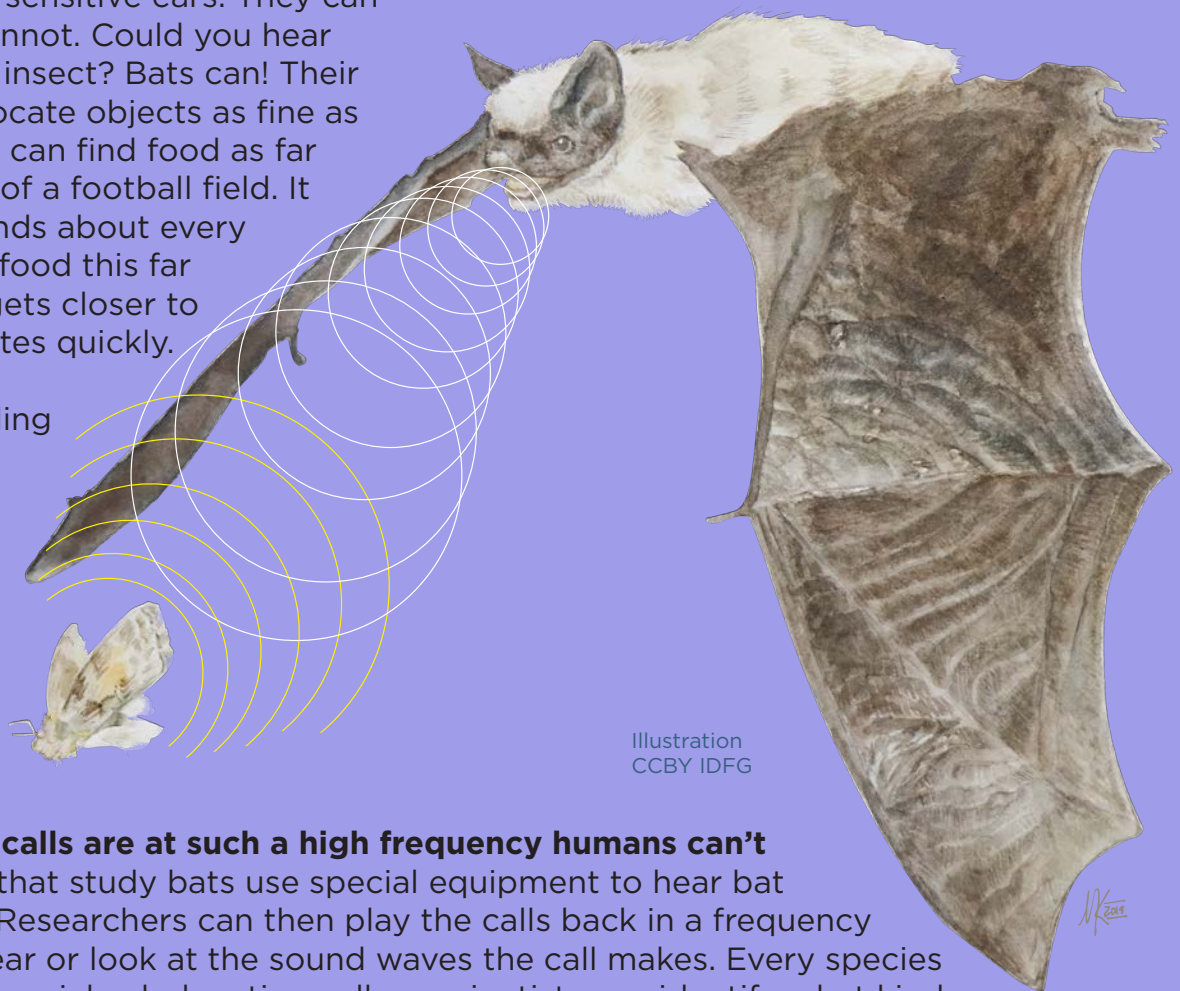 sensitive ears. They can
nnot. Could you hear
insect? Bats can! Their
ocate objects as fine as
can find food as far
of a football field. It
nds about every
food this far
gets closer to
tes quickly.
ing
Illustration
CCBY IDFG
calls are at such a high frequency humans can't
that study bats use special equipment to hear bat
Researchers can then play the calls back in a frequency
ear or look at the sound waves the call makes. Every species
2019